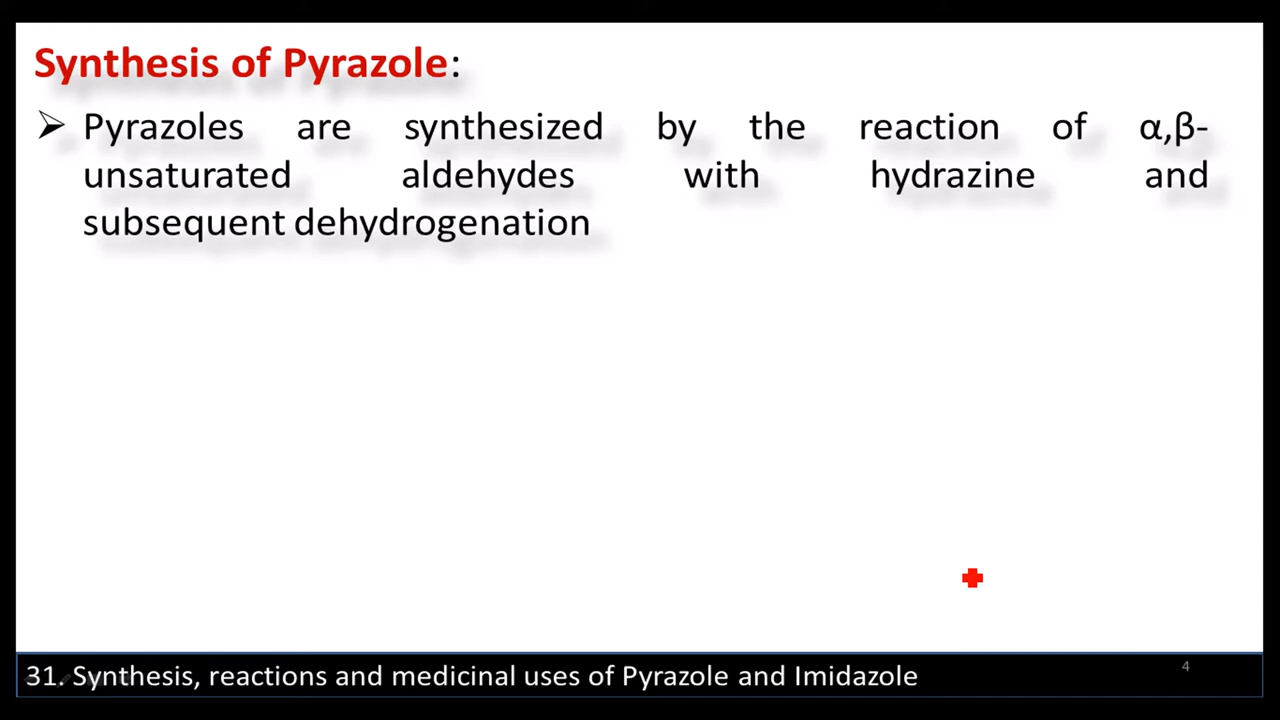 Synthesis of Pyrazole:
➢ Pyrazoles are synthesized by the reaction of α,β-
unsaturated aldehydes with hydrazine and
subsequent dehydrogenation
31. Synthesis, reactions and medicinal uses of Pyrazole and Imidazole
4